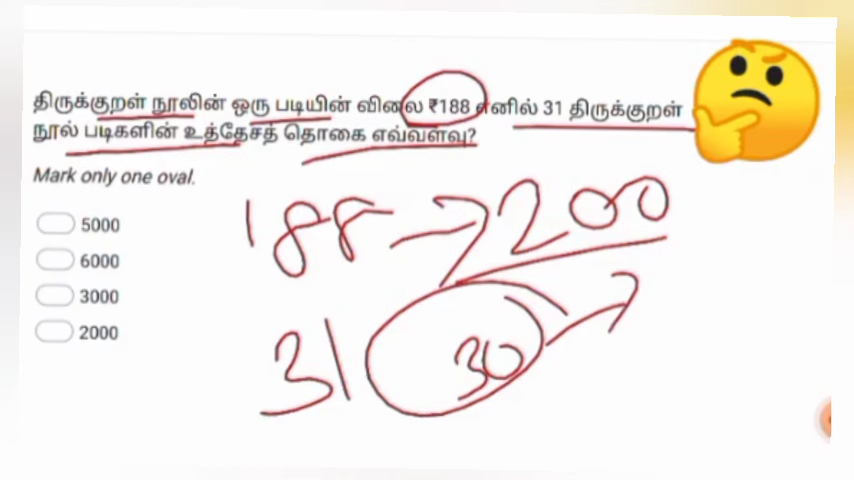 திருக்குறள் நூலின் ஒரு படியின் விலை ₹188 எனில் 31 திருக்குறள்
நூல் படிகளின் உத்தேசத் தொகை எவ்வளவு?
Mark only one oval.
5000
6000
3000
2000
188 → 200
31 30 →